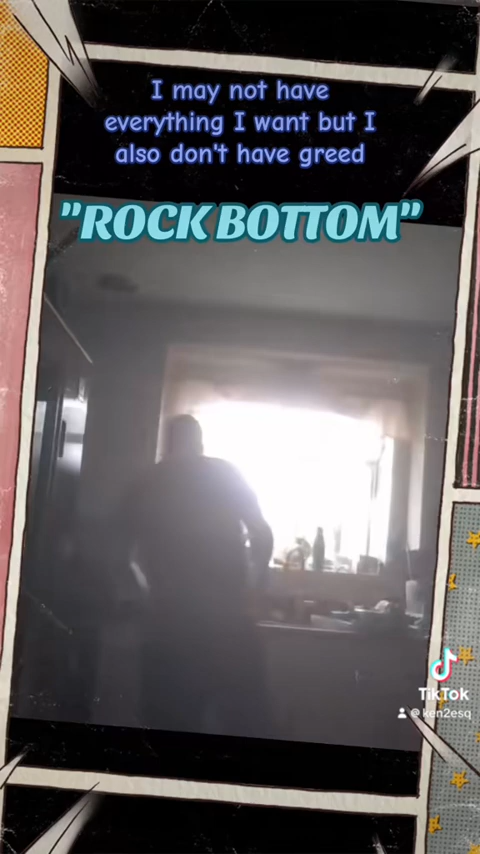 I may not have
everything I want but I
also don't have greed
"ROCK BOTTOM"
TikTok
@ken2esq